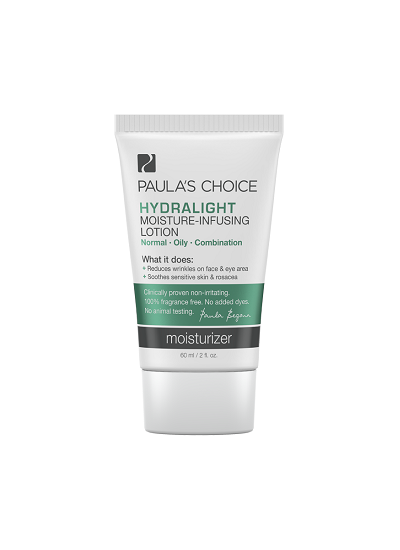 PAULA'S CHOICE
HYDRALIGHT
MOISTURE-INFUSING
LOTION
Normal • Oily • Combination
What it does:
+ Reduces wrinkles on face & eye area
+ Soothes sensitive skin & rosacea
Clinically proven non-irritating.
100% fragrance free. No added dyes.
No animal testing. Paula Begoun
moisturizer
60 ml / 2 fl. oz.